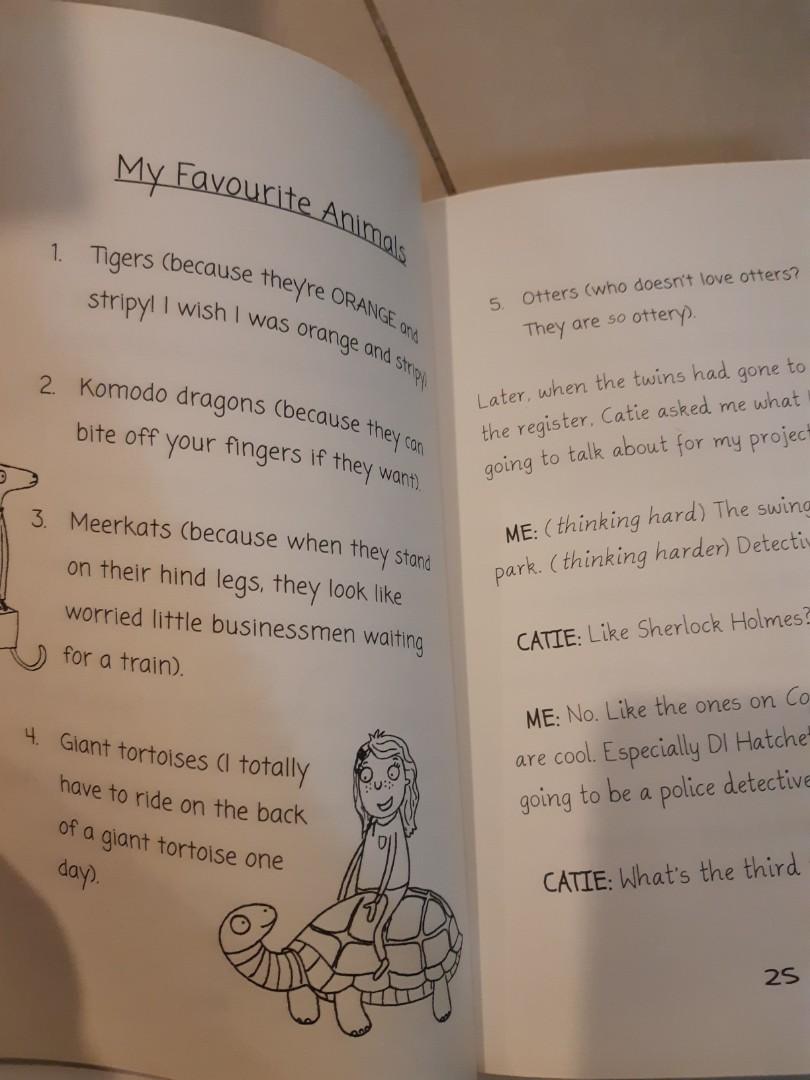 My Favourite Animals
1. Tigers (because they're ORANGE and
stripy! I wish I was orange and stripy)
2. Komodo dragons (because they can
bite off your fingers if they want).
3. Meerkats (because when they stand
on their hind legs, they look like
worried little businessmen waiting
for a train).
4. Giant tortoises (I totally
have to ride on the back
of a giant tortoise one
day).
5. Otters (who doesn't love otters?
They are so ottery).
Later, when the twins had gone to
the register, Catie asked me what
going to talk about for my project
ME: (thinking hard) The
park. (thinking harder)
CATIE: Like Sherlock Holmes?
ME: No. Like the ones on
are cool. Especially DI
going to be a police detective
CATIE: What's the third
25